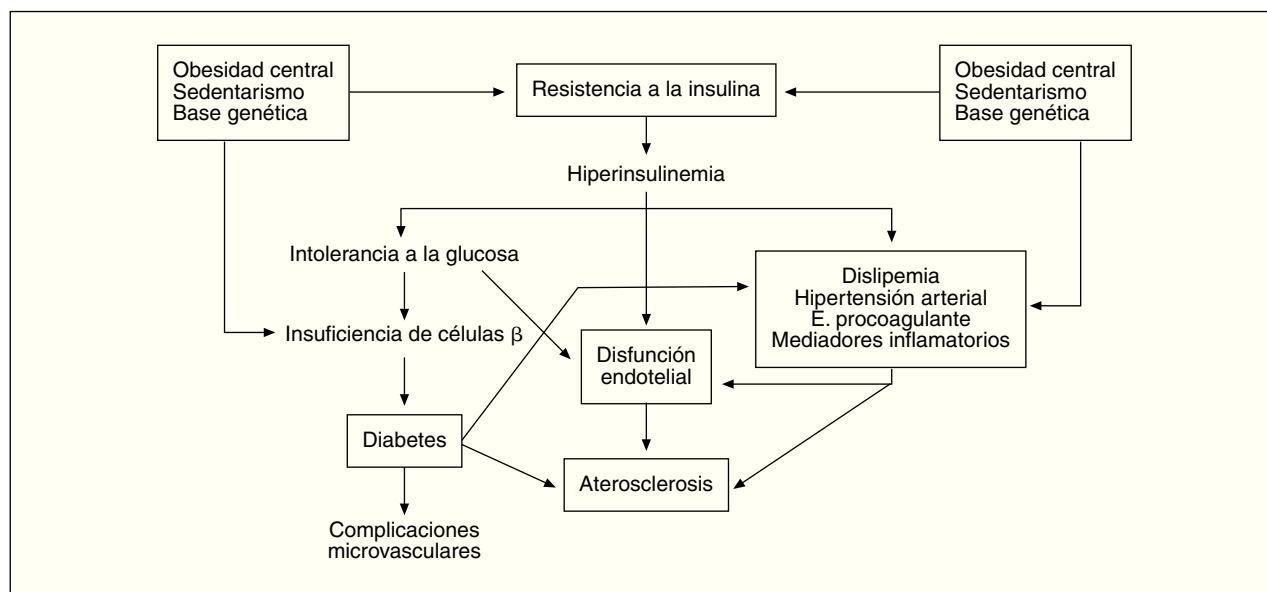 Obesidad central
Sedentarismo
Base genética
Resistencia a la insulina
Obesidad central
Sedentarismo
Base genética
Hiperinsulinemia
Intolerancia a la glucosa
Dislipemia
Hipertensión arterial
E. procoagulante
Mediadores inflamatorios
Insuficiencia de células β
Disfunción
endotelial
Diabetes
Aterosclerosis
Complicaciones
microvasculares